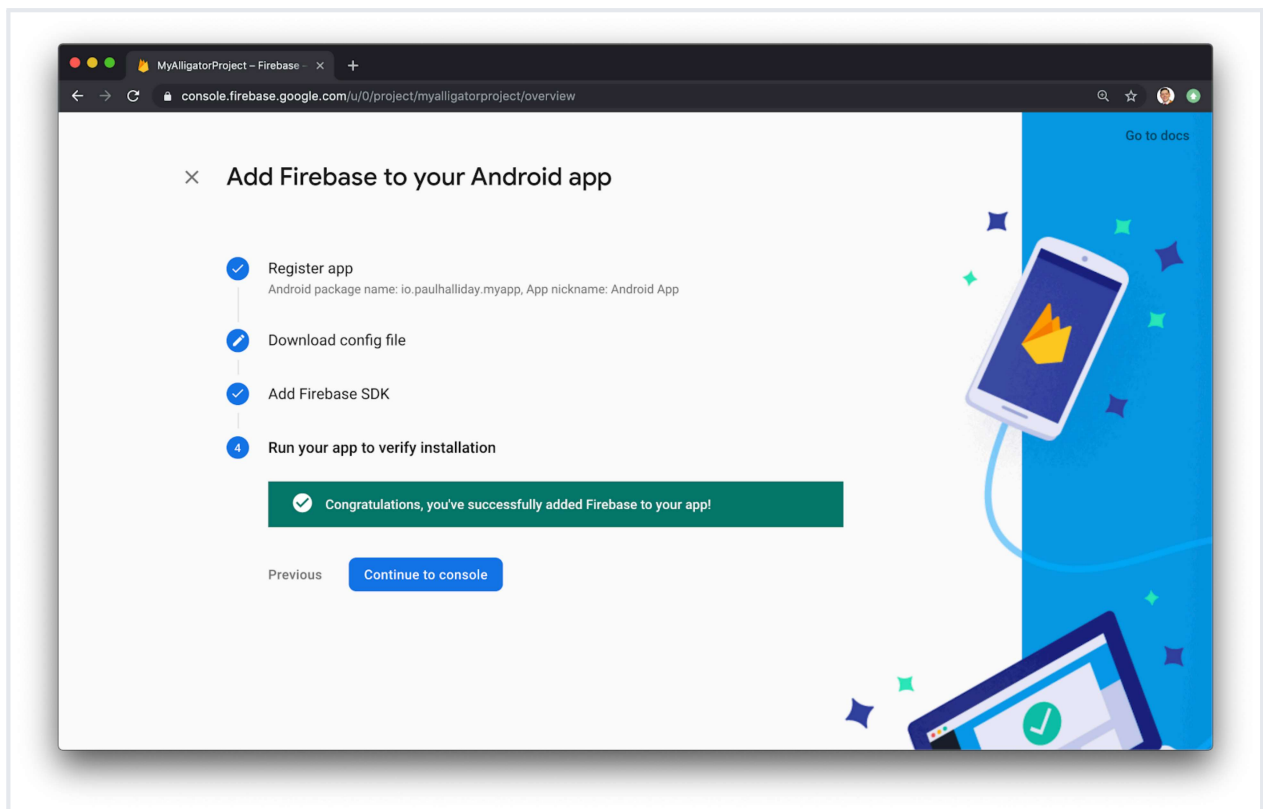 MyAlligatorProject – Firebase –
console.firebase.google.com/u/0/project/myalligatorproject/overview
Go to docs
Add Firebase to your Android app
Register app
Android package name: io.paulhalliday.myapp, App nickname: Android App
Download config file
Add Firebase SDK
4 Run your app to verify installation
Congratulations, you've successfully added Firebase to your app!
Previous Continue to console